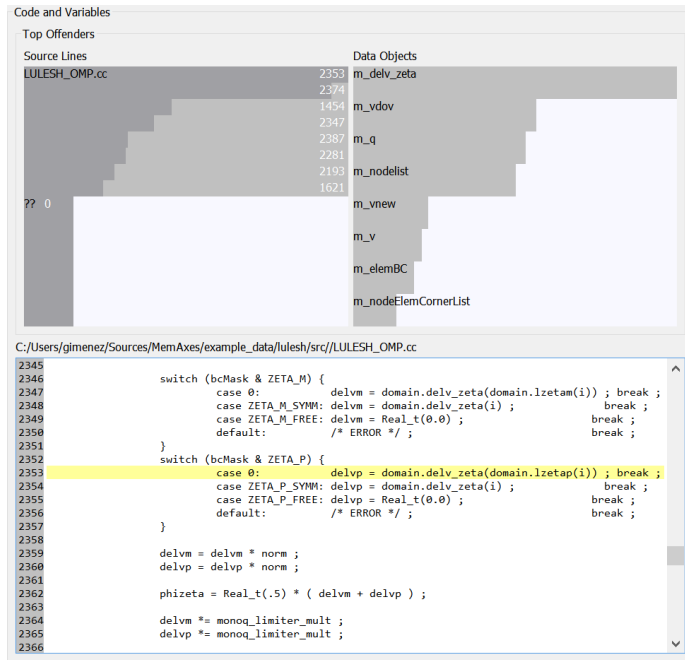 Code and Variables
Top Offenders
Source Lines
Data Objects
LULESH_OMP.cc 2353
2374
1454
2347
2387
2281
2193
1621
?? 0
m_delv_zeta
m_vdov
m_q
m_nodelist
m_vnew
m_v
m_elemBC
m_nodeElemCornerList
C:/Users/gimenez/Sources/MemAxes/example_data/lulesh/src//LULESH_OMP.cc
2345
2346 switch (bcMask & ZETA_M) {
2347 case 0: delvm = domain.delv_zeta(domain.lzetam(i)) ; break ;
2348 case ZETA_M_SYMM: delvm = domain.delv_zeta(i) ; break ;
2349 case ZETA_M_FREE: delvm = Real_t(0.0) ; break ;
2350 default: /* ERROR */ ; break ;
2351 }
2352 switch (bcMask & ZETA_P) {
2353 case 0: delvp = domain.delv_zeta(domain.lzetap(i)) ; break ;
2354 case ZETA_P_SYMM: delvp = domain.delv_zeta(i) ; break ;
2355 case ZETA_P_FREE: delvp = Real_t(0.0) ; break ;
2356 default: /* ERROR */ ; break ;
2357 }
2358
2359 delvm = delvm * norm ;
2360 delvp = delvp * norm ;
2361
2362 phizeta = Real_t(.5) * ( delvm + delvp ) ;
2363
2364 delvm *= monoq_limiter_mult ;
2365 delvp *= monoq_limiter_mult ;
2366